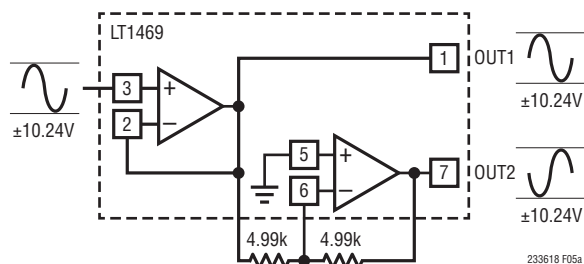 LT1469
3
+
2
−
1
OUT1
±10.24V
±10.24V
5
+
6
−
7
OUT2
±10.24V
4.99k
4.99k
233618 F05a